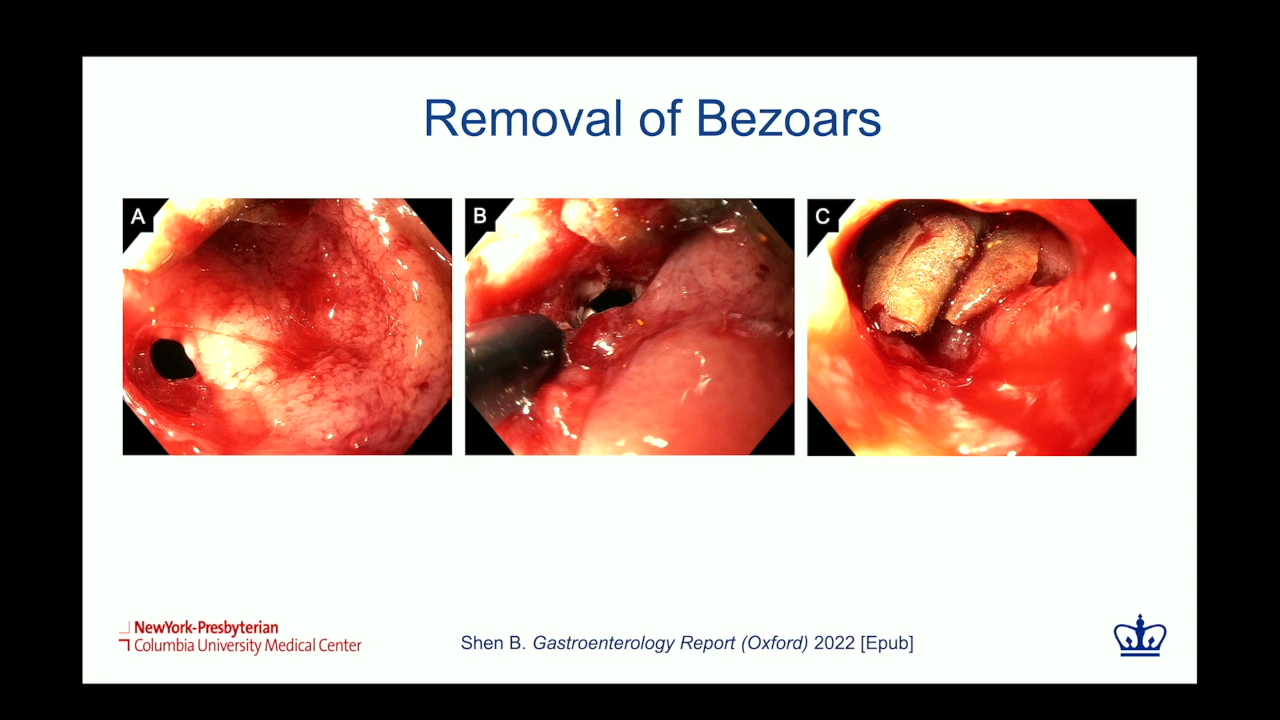 Removal of Bezoars
A
B
C
NewYork-Presbyterian
Columbia University Medical Center
Shen B. Gastroenterology Report (Oxford) 2022 [Epub]